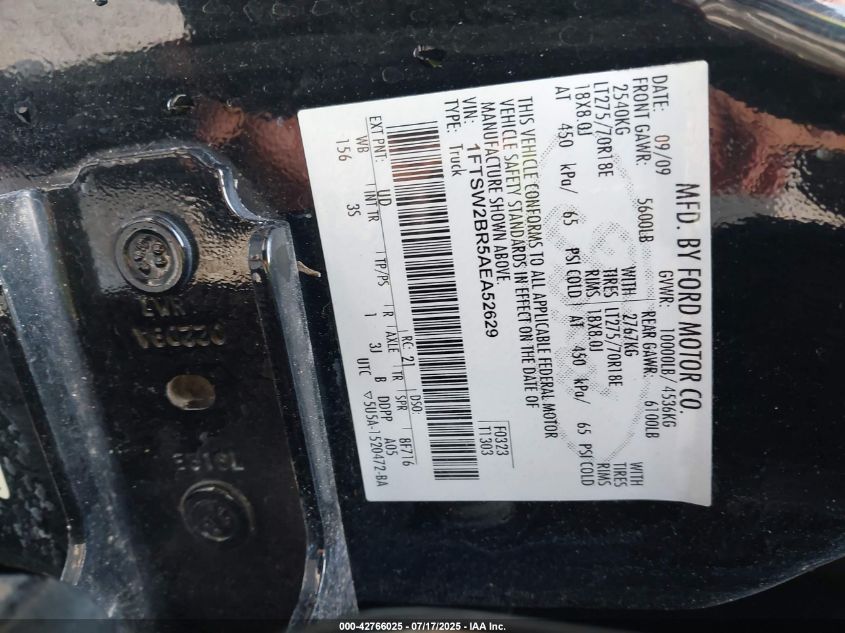 MFD. BY FORD MOTOR CO.
DATE: 09/09 GVWR: 10000LB/ 4536KG
FRONT GAWR: 5600LB REAR GAWR: 6100LB
2540KG WITH 2767KG WITH
LT275/70R18E TIRES LT275/70R18E TIRES
18X8.0J RIMS 18X8.0J RIMS
AT 450 kPa/ 65 PSI COLD AT 450 kPa/ 65 PSI COLD
THIS VEHICLE CONFORMS TO ALL APPLICABLE FEDERAL MOTOR
VEHICLE SAFETY STANDARDS IN EFFECT ON THE DATE OF
MANUFACTURE SHOWN ABOVE.
VIN: 1FTSW2BR5AEA52629
TYPE: Truck
F0323
T1303
EXT PNT: UD RC: 21 DSO:
WB INT TR TP/PS R AXLE TR SPR 8F716
156 3S 1 3J B DDPP A05
UTC ▽5U5A-1520472-BA
000-42766025 - 07/17/2025 - IAA Inc.